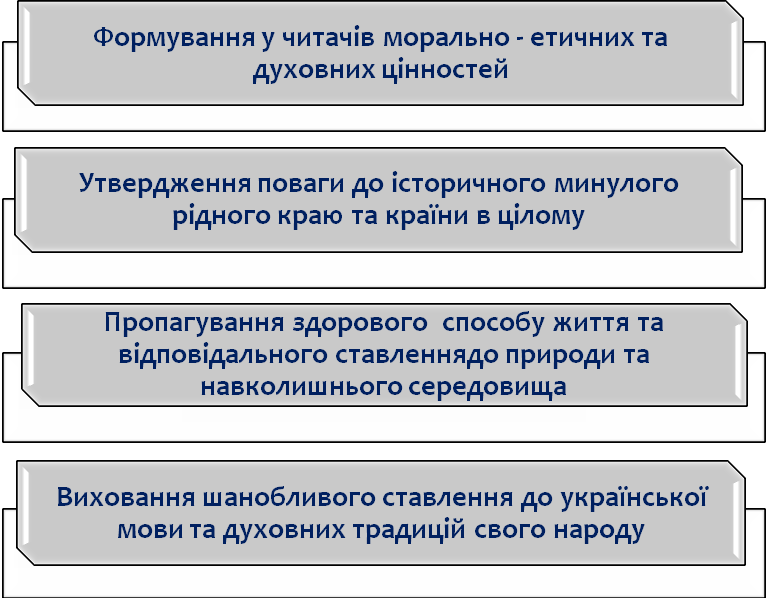 Формування у читачів морально - етичних та
духовних цінностей
Утвердження поваги до історичного минулого
рідного краю та країни в цілому
Пропагування здорового  способу життя та
відповідального ставленнядо природи та
навколишнього середовища
Виховання шанобливого ставлення до української
мови та духовних традицій свого народу